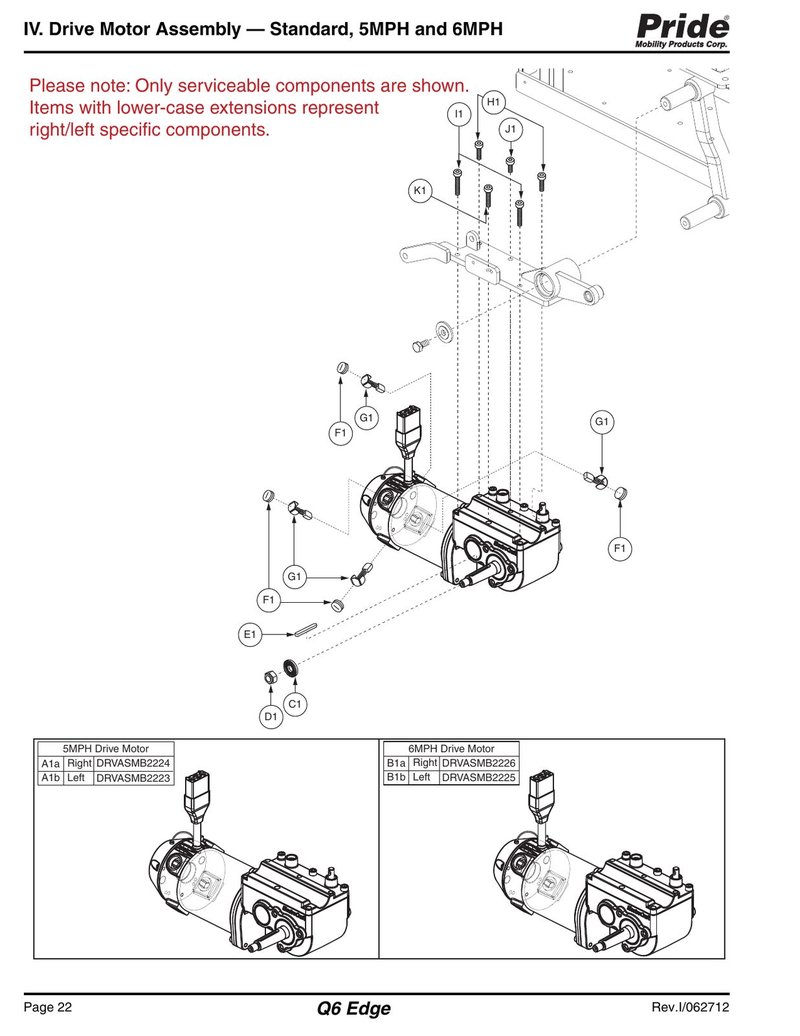 IV. Drive Motor Assembly — Standard, 5MPH and 6MPH
Pride®
Mobility Products Corp.
Please note: Only serviceable components are shown.
Items with lower-case extensions represent
right/left specific components.
H1
I1
J1
K1
G1
F1
G1
F1
G1
F1
E1
C1
D1
5MPH Drive Motor
A1a Right DRVASMB2224
A1b Left DRVASMB2223
6MPH Drive Motor
B1a Right DRVASMB2226
B1b Left DRVASMB2225
Page 22
Q6 Edge
Rev.I/062712